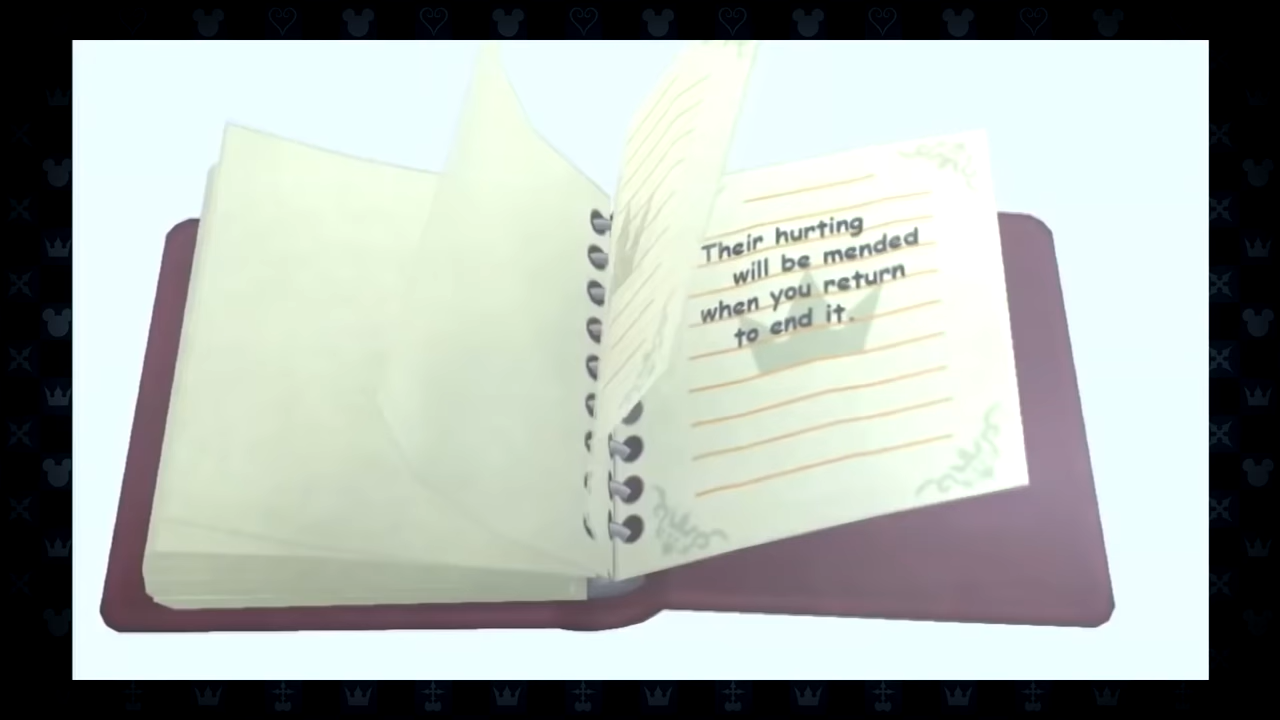 Their hurting
will be mended
when you return
to end it.